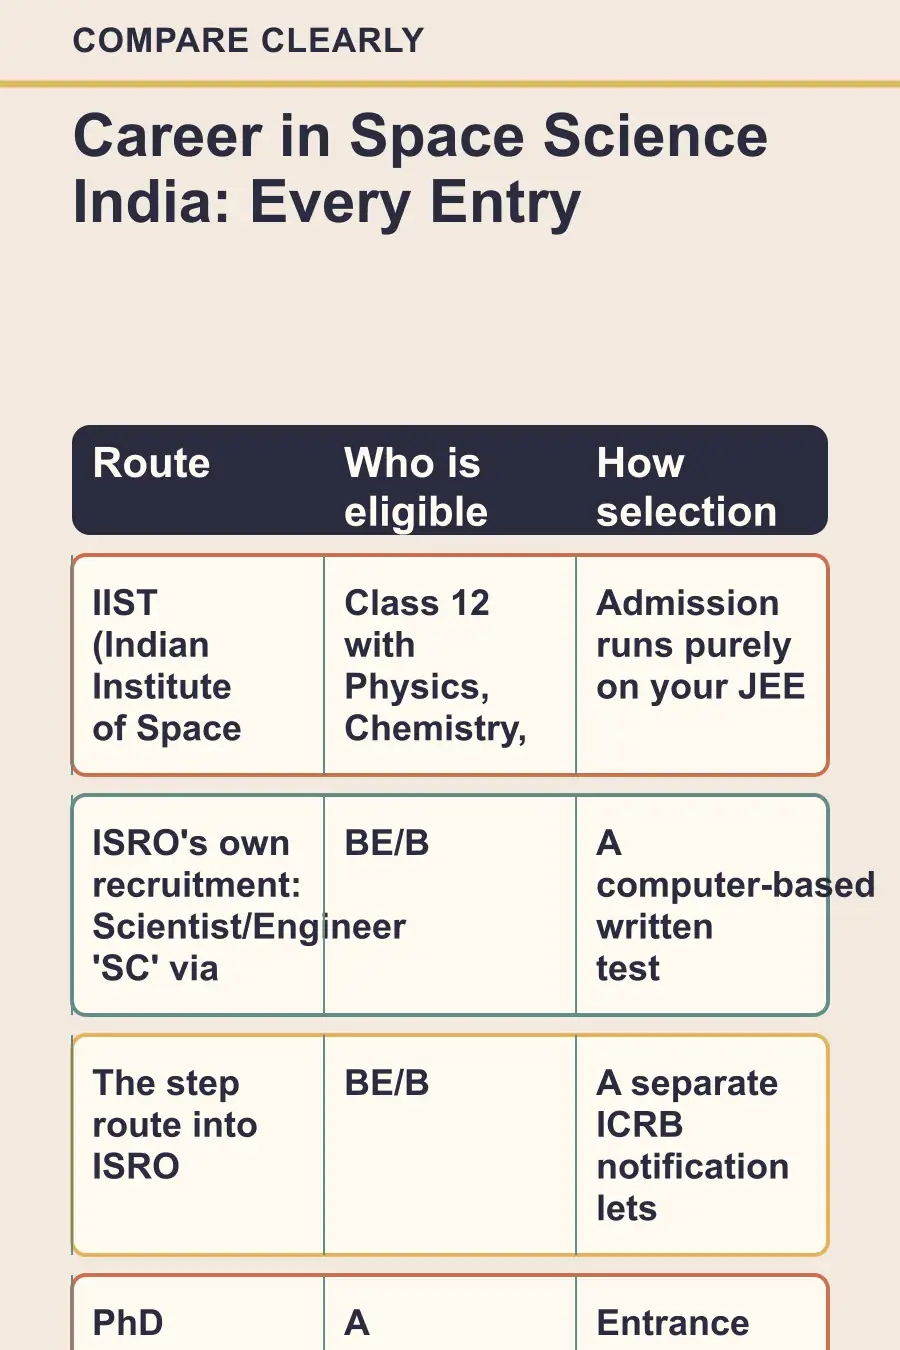 COMPARE CLEARLY
Career in Space Science
India: Every Entry
Route
Who is
eligible
How
selection
IIST
(Indian
Institute
of Space
Class 12
with
Physics,
Chemistry,
Admission
runs purely
on your JEE
ISRO's own
recruitment:
Scientist/Engineer
'SC' via
BE/B
A
computer-based
written
test
The step
route into
ISRO
BE/B
A separate
ICRB
notification
lets
PhD
A
Entrance